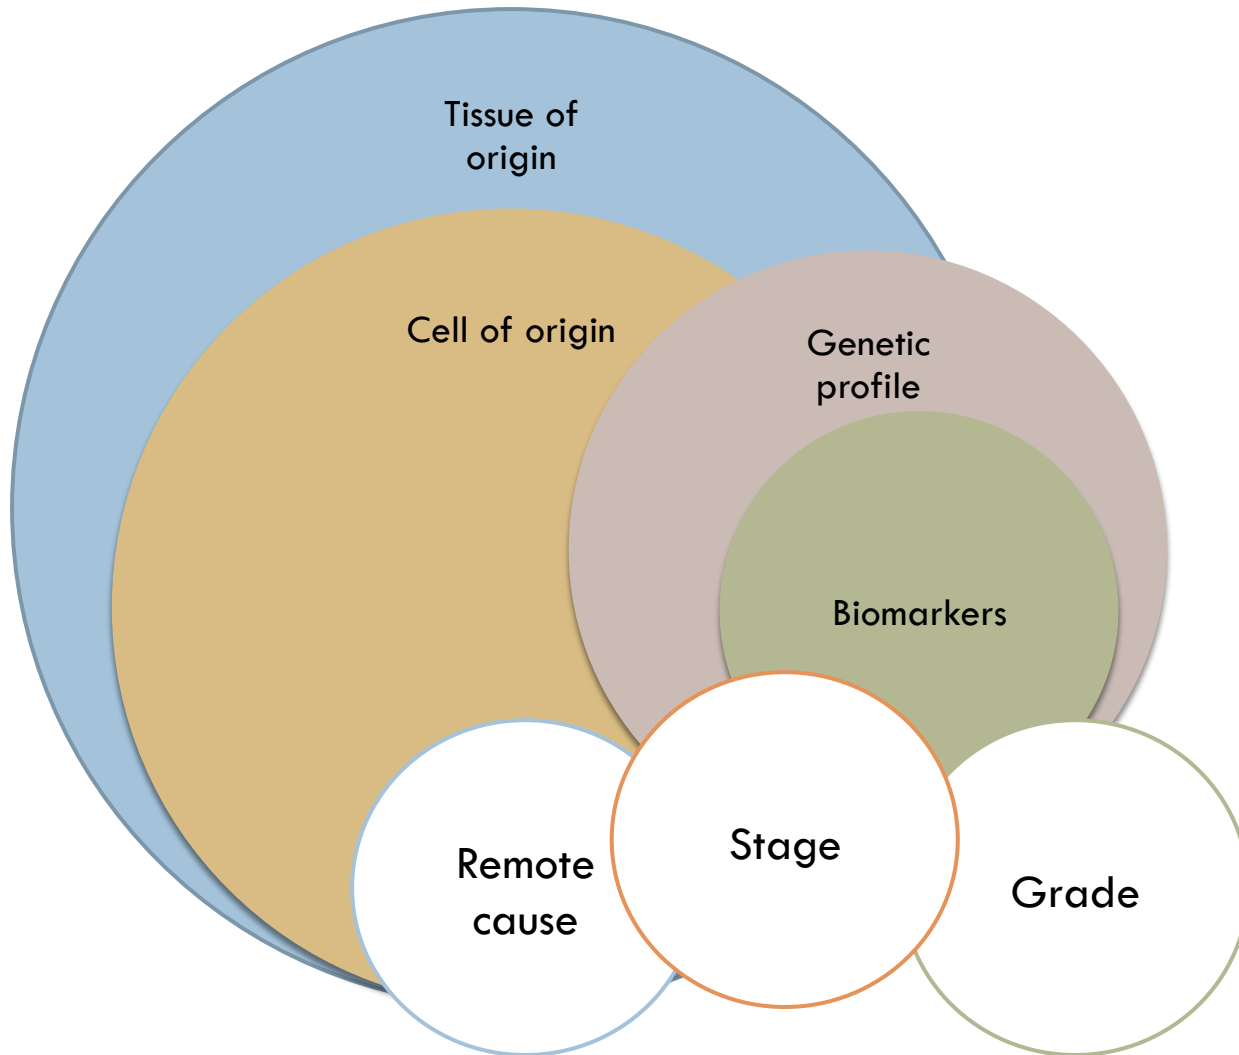 Tissue of
origin
Cell of origin
Genetic
profile
Biomarkers
Remote
cause
Stage
Grade